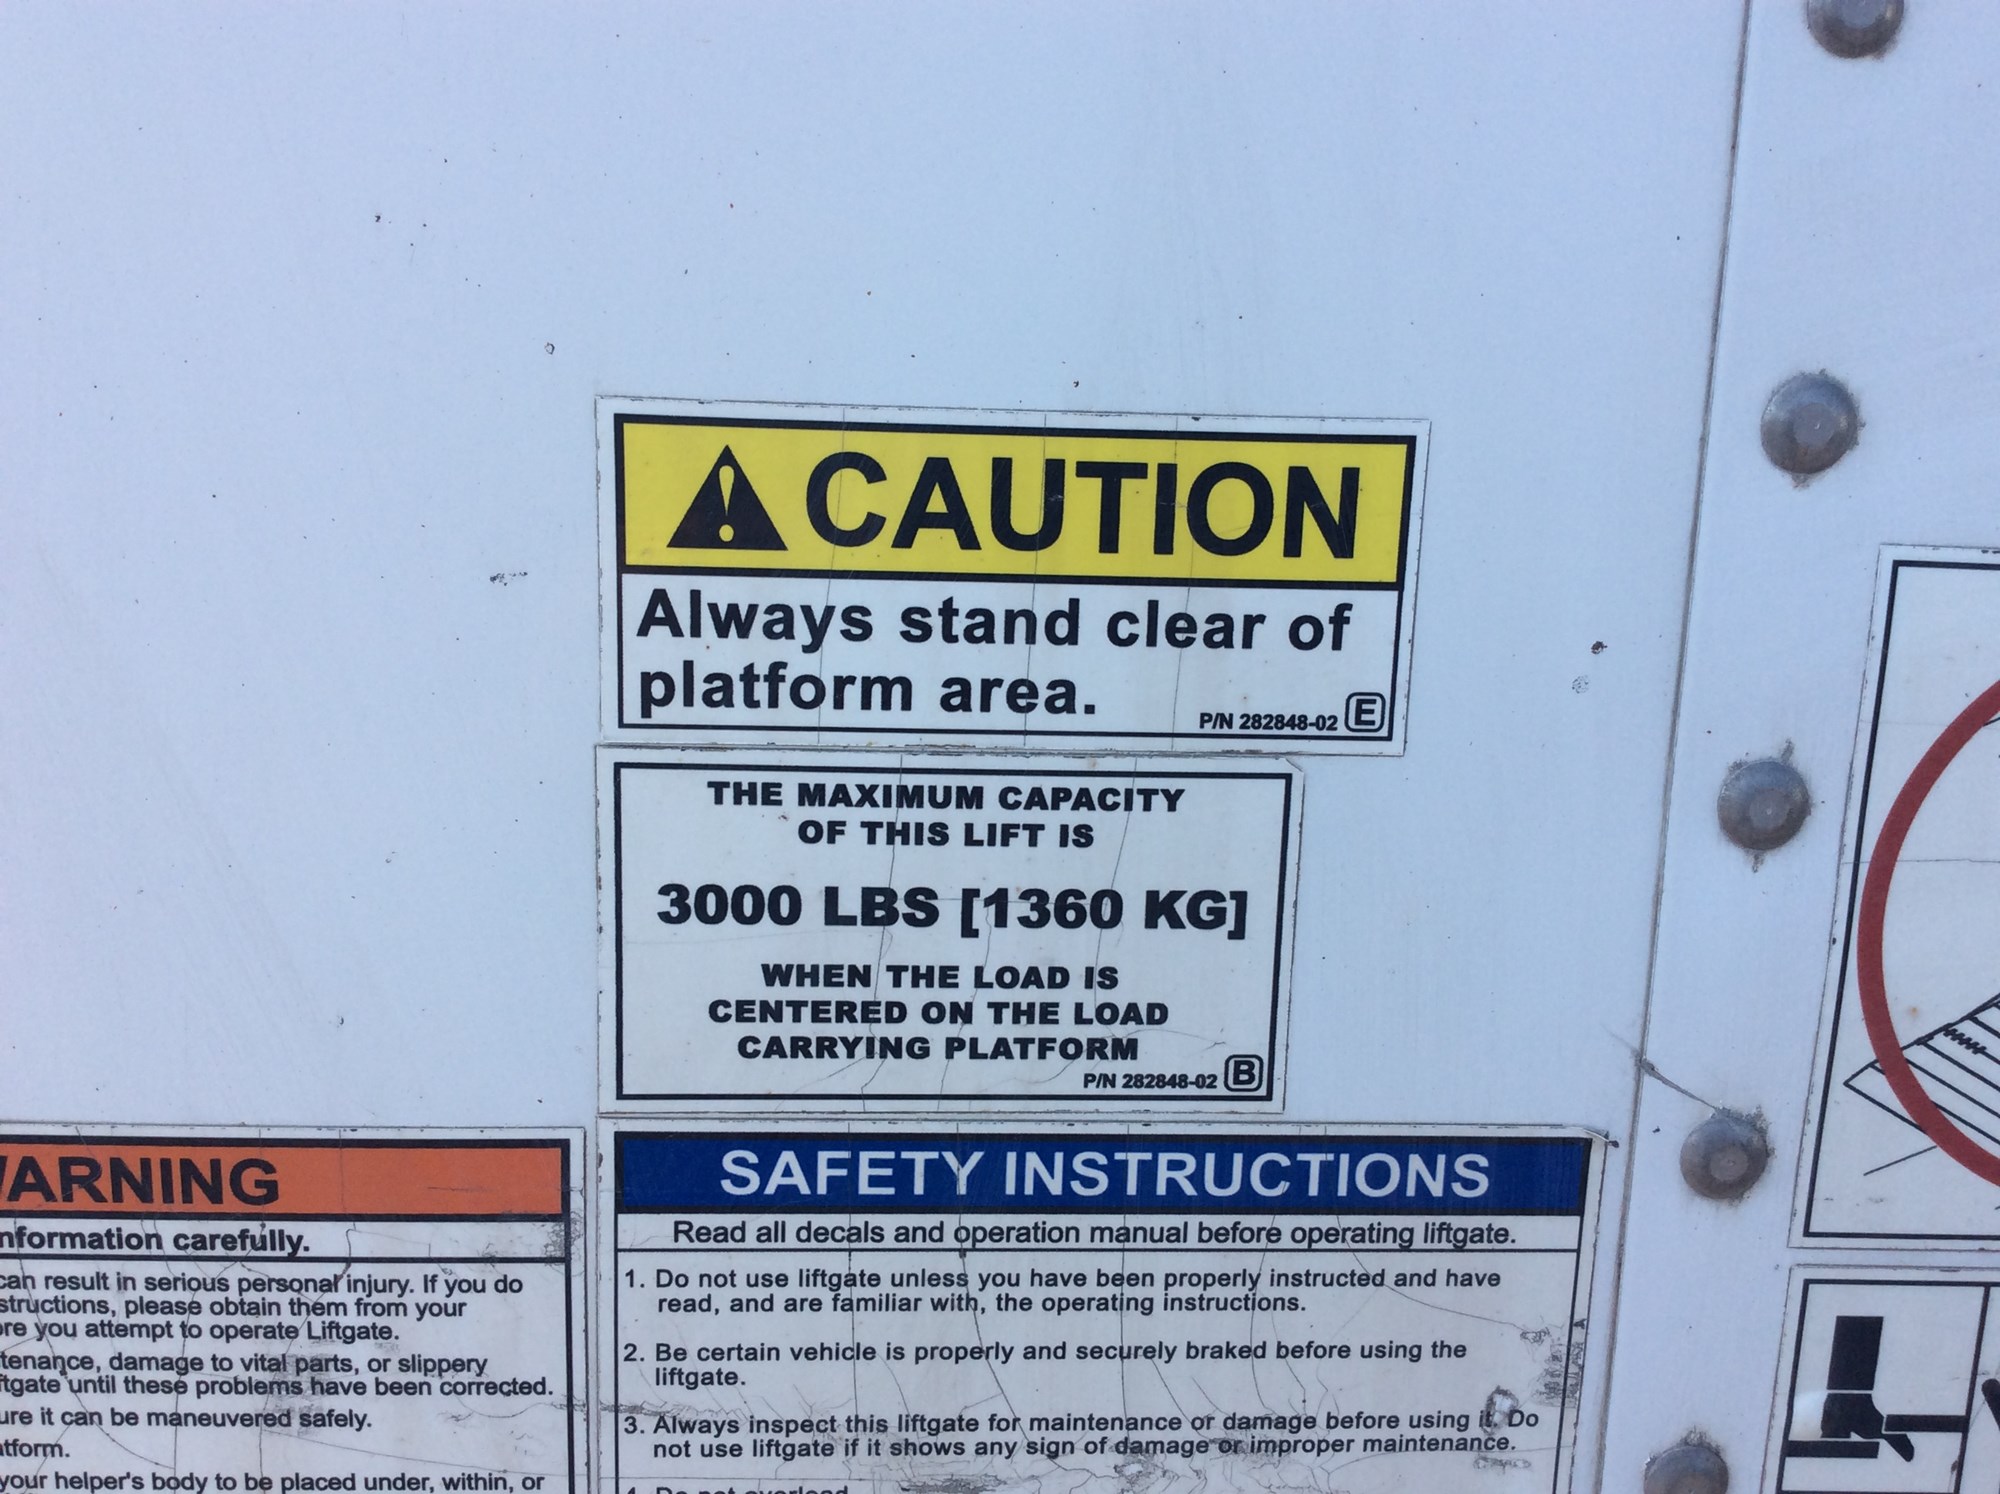 CAUTION
Always stand clear of
platform area.
P/N 282848-02 E
THE MAXIMUM CAPACITY
OF THIS LIFT IS
3000 LBS [1360 KG]
WHEN THE LOAD IS
CENTERED ON THE LOAD
CARRYING PLATFORM
P/N 282848-02 B
ARNING
carefully.
can result in serious personal injury. If you do
please obtain them from your
you attempt to operate Liftgate.
damage to vital parts, or slippery
until these problems have been corrected.
it can be maneuvered safely.
your helper's body to be placed under, within, or
SAFETY INSTRUCTIONS
Read all decals and operation manual before operating liftgate.
1. Do not use liftgate unless you have been properly instructed and have
read, and are familiar with, the operating instructions.
2. Be certain vehicle is properly and securely braked before using the
liftgate.
3. Always inspect this liftgate for maintenance or damage before using it. Do
not use liftgate if it shows any sign of damage or improper maintenance.
4. Do not overload